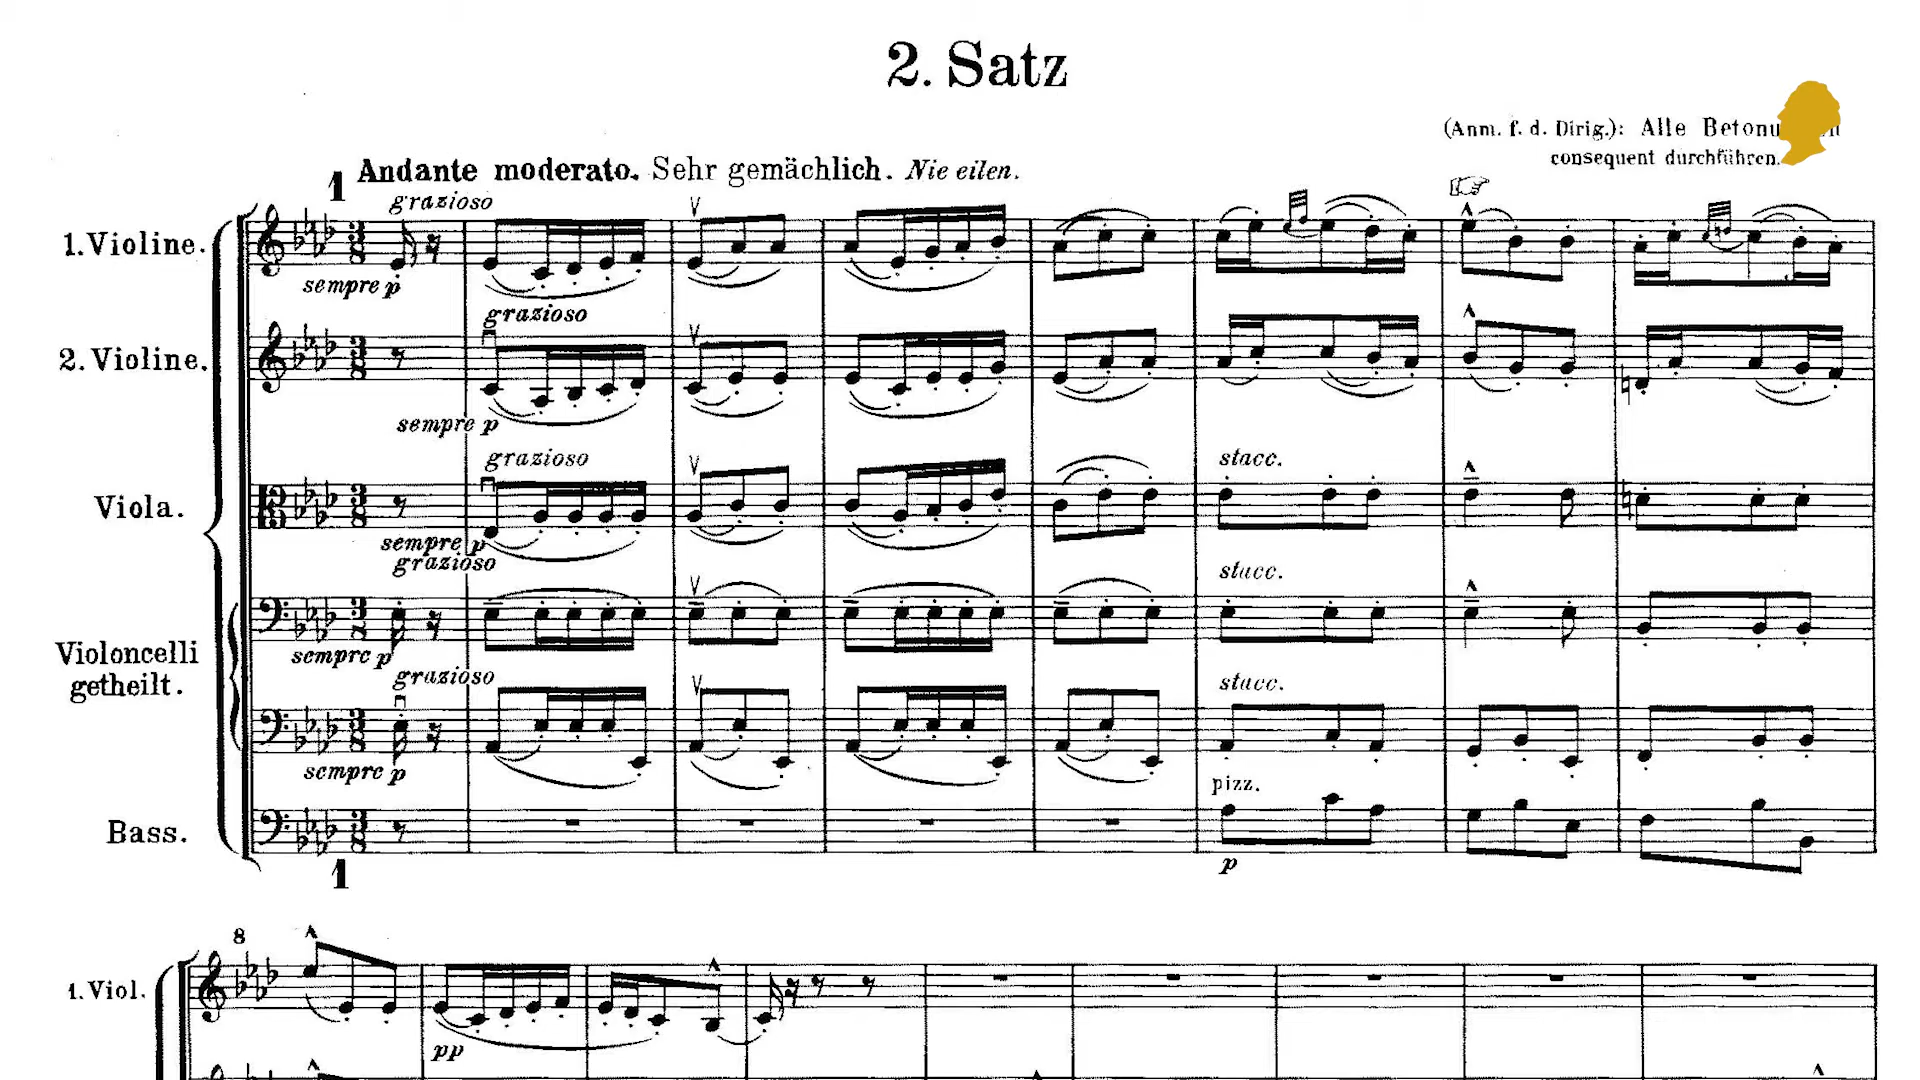 2. Satz
(Anm. f. d. Dirig.): Alle
consequent durchführen.
1 Andante moderato. Sehr gemächlich. Nie eilen.
grazioso
1. Violine.
sempre p
grazioso
2. Violine.
sempre p
grazioso
stacc.
Viola.
sempre p
grazioso
stacc.
Violoncelli
getheilt.
sempre p
grazioso
stacc.
sempre p
pizz.
Bass.
p
1
8
1. Viol.
pp